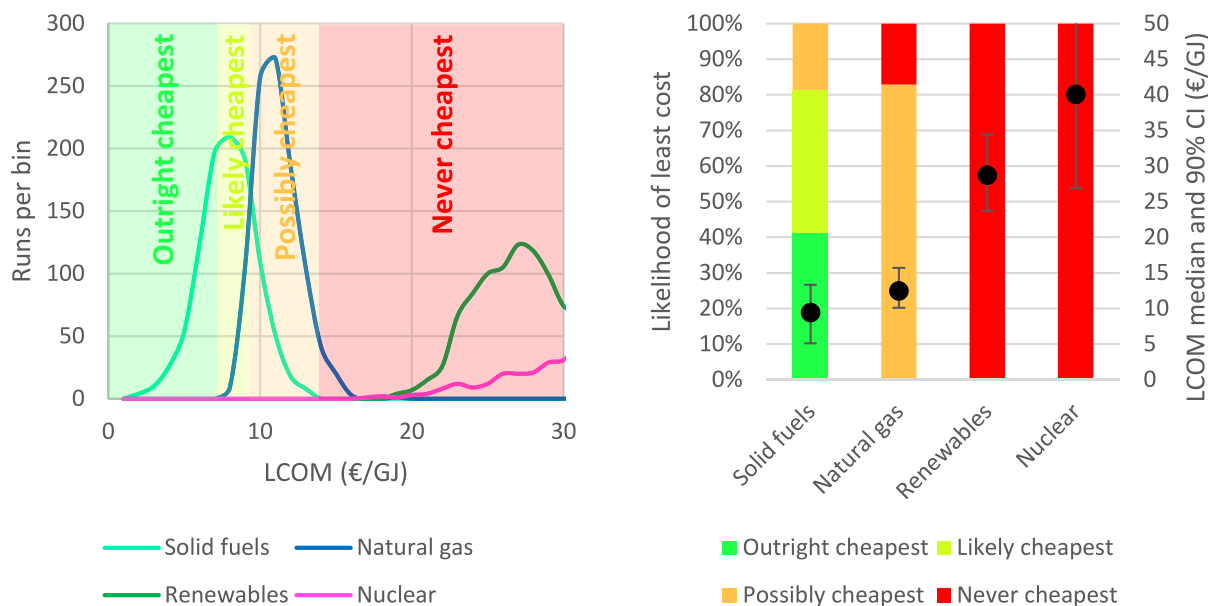 300
250
200
150
100
50
0
Runs per bin
Outright cheapest
Likely cheapest
Possibly cheapest
Never cheapest
0 10 20 30
LCOM (€/GJ)
Solid fuels Natural gas
Renewables Nuclear
100%
90%
80%
70%
60%
50%
40%
30%
20%
10%
0%
Likelihood of least cost
50
45
40
35
30
25
20
15
10
5
0
LCOM median and 90% CI (€/GJ)
Solid fuels
Natural gas
Renewables
Nuclear
Outright cheapest Likely cheapest
Possibly cheapest Never cheapest